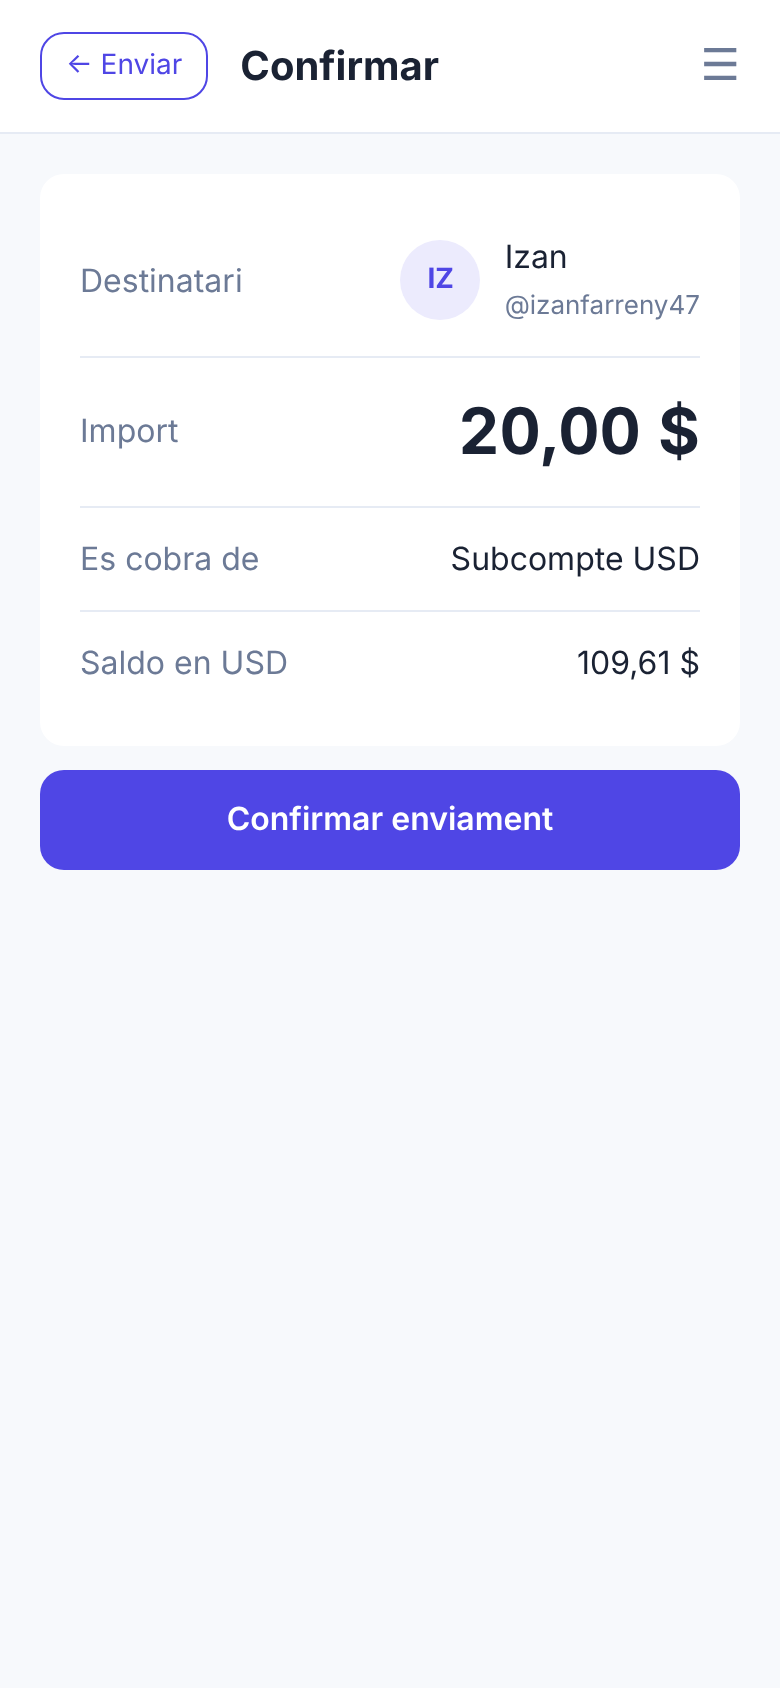 ← Enviar
Confirmar
☰
Destinatari
IZ
Izan
@izanfarreny47
Import
20,00 $
Es cobra de
Subcompte USD
Saldo en USD
109,61 $
Confirmar enviament